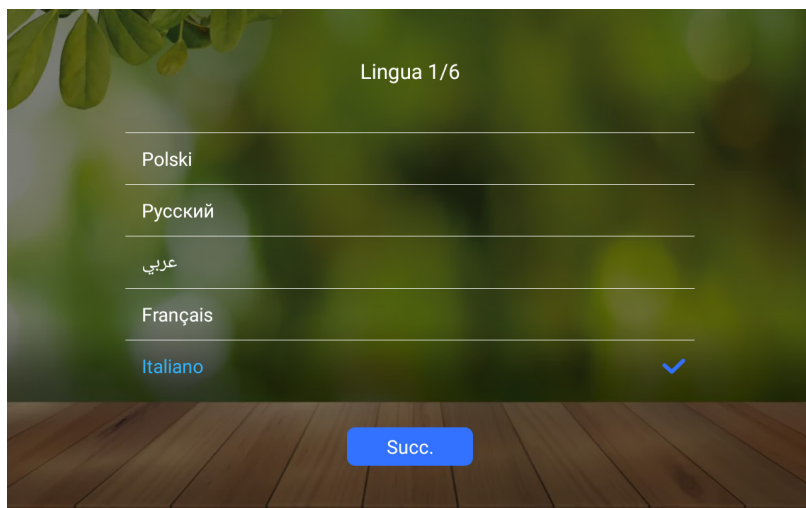 Lingua 1/6
Polski
Русский
عربي
Français
Italiano
Succ.